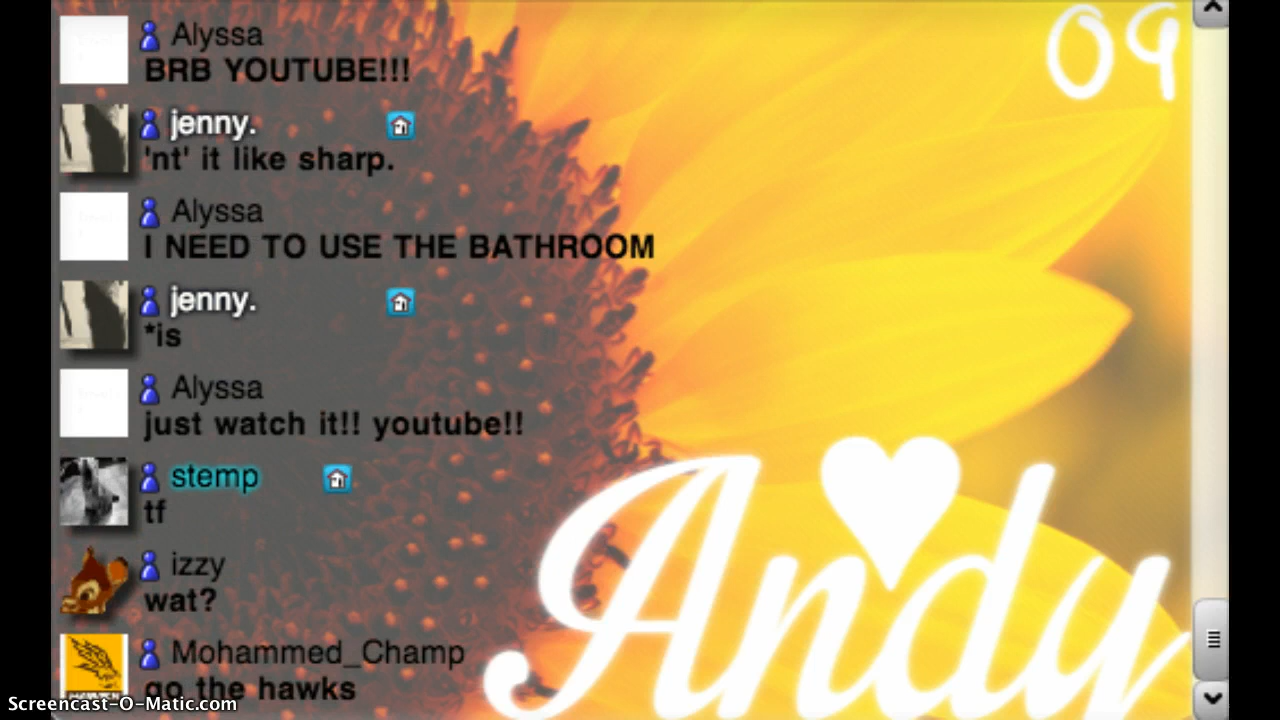 Alyssa
BRB YOUTUBE!!!
jenny.
'nt' it like sharp.
Alyssa
I NEED TO USE THE BATHROOM
jenny.
*is
Alyssa
just watch it!! youtube!!
stemp
tf
izzy
wat?
Mohammed_Champ
go the hawks
09
Andy
Screencast-O-Matic.com